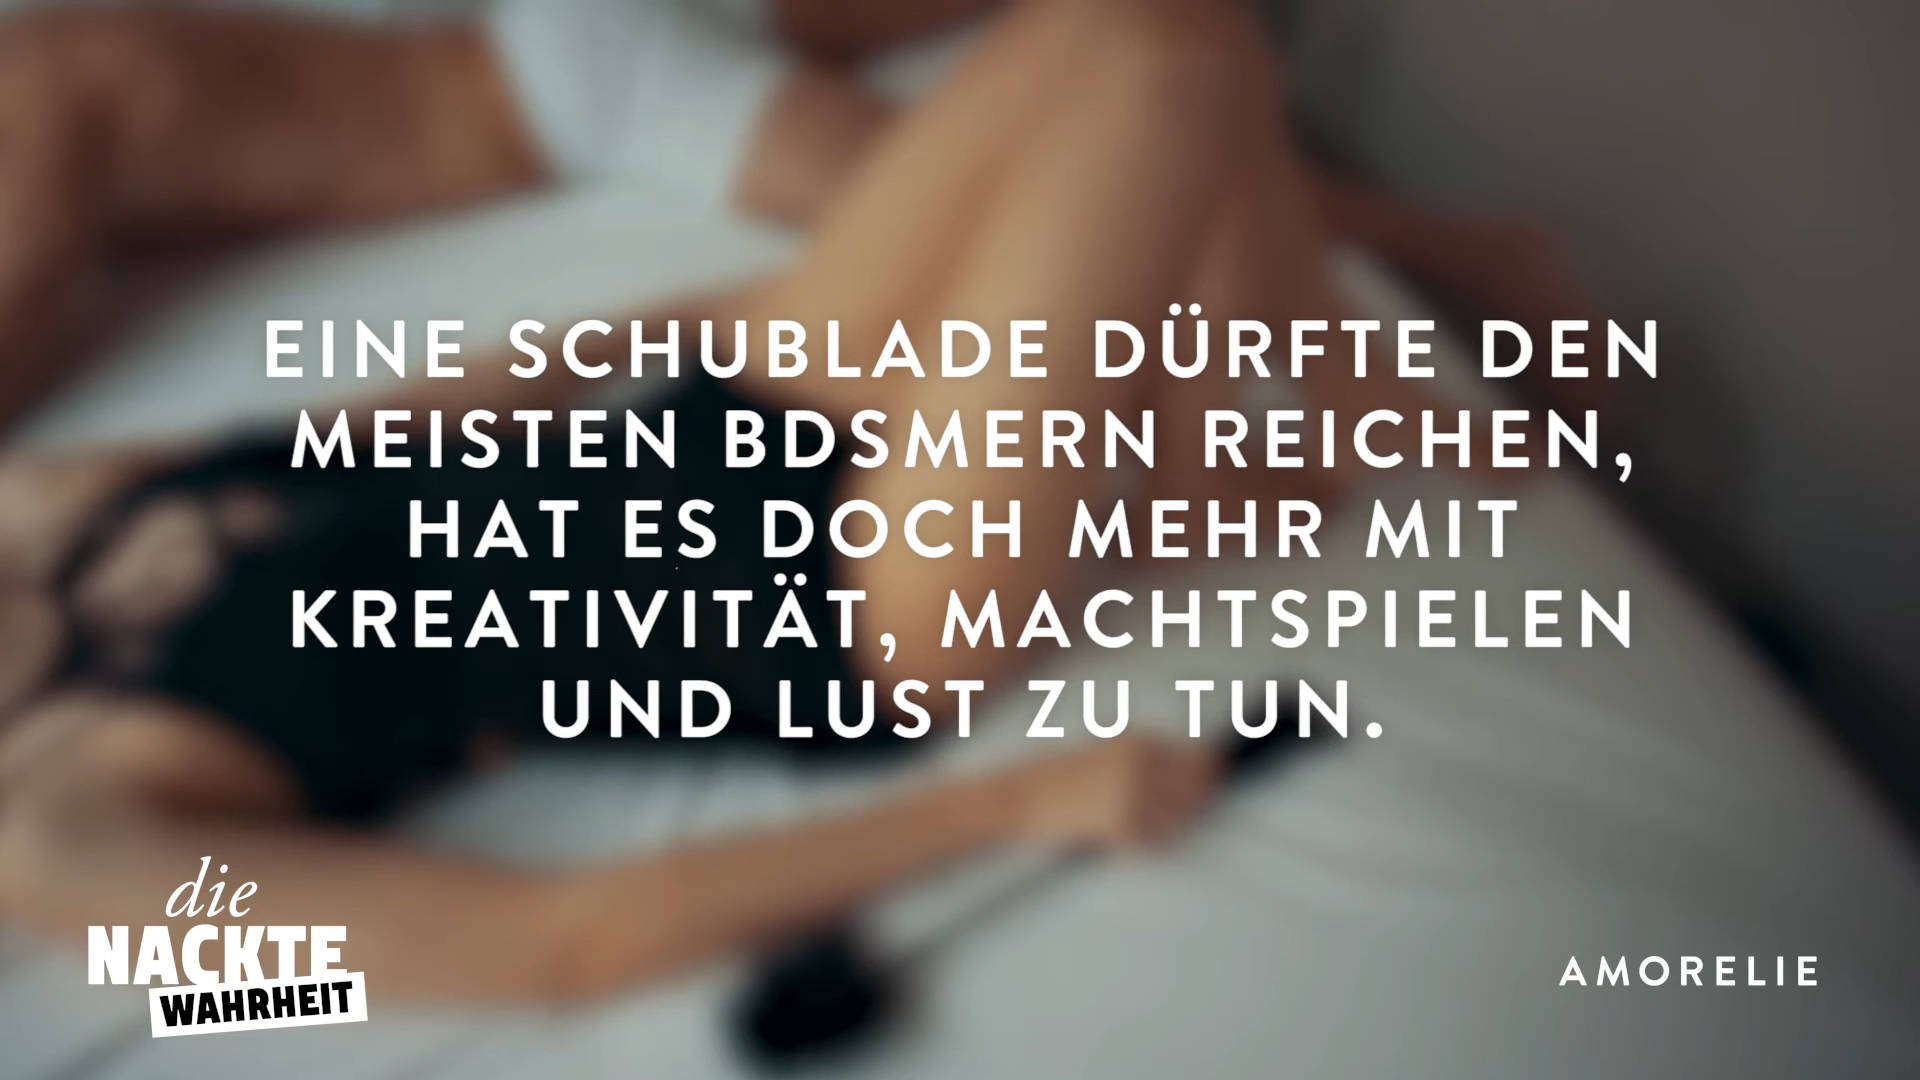 EINE SCHUBLADE DÜRFTE DEN
MEISTEN BDSMERN REICHEN,
HAT ES DOCH MEHR MIT
KREATIVITÄT, MACHTSPIELEN
UND LUST ZU TUN.
die
NACKTE
WAHRHEIT
AMORELIE